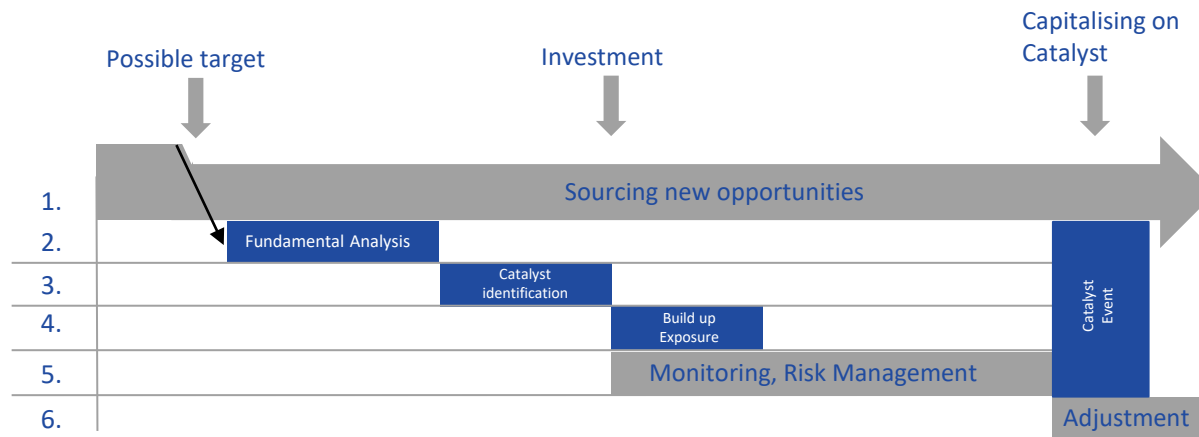 Possible target
Investment
Capitalising on
Catalyst
1.
Sourcing new opportunities
2.
Fundamental Analysis
3.
Catalyst
identification
4.
Build up
Exposure
Catalyst
Event
5.
Monitoring, Risk Management
6.
Adjustment